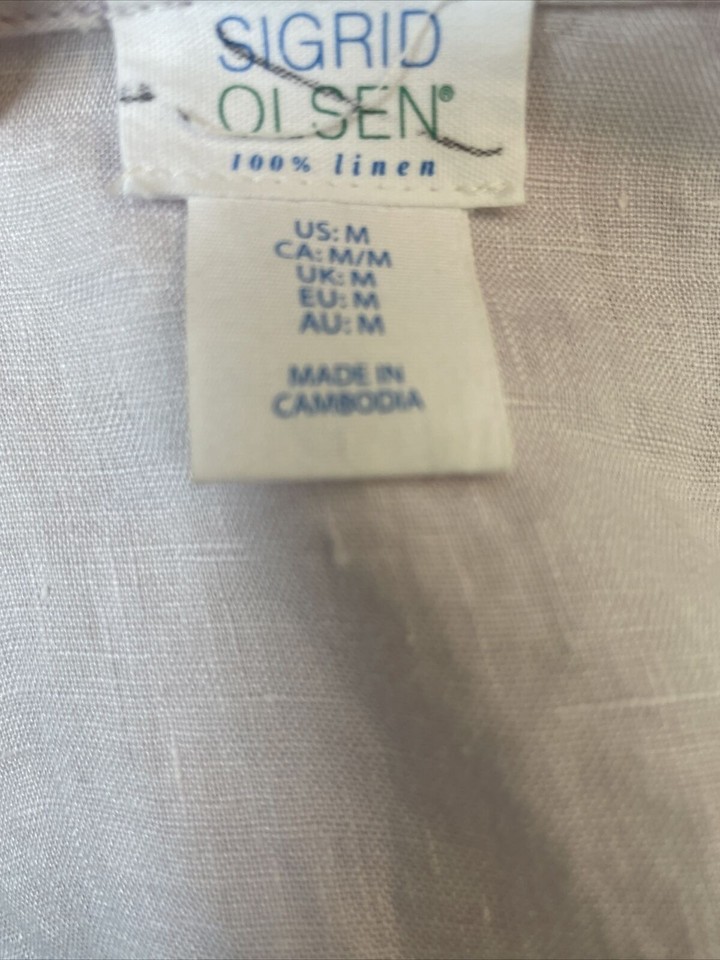 SIGRID
OLSEN®
100% linen
US: M
CA: M/M
UK: M
EU: M
AU: M
MADE IN
CAMBODIA